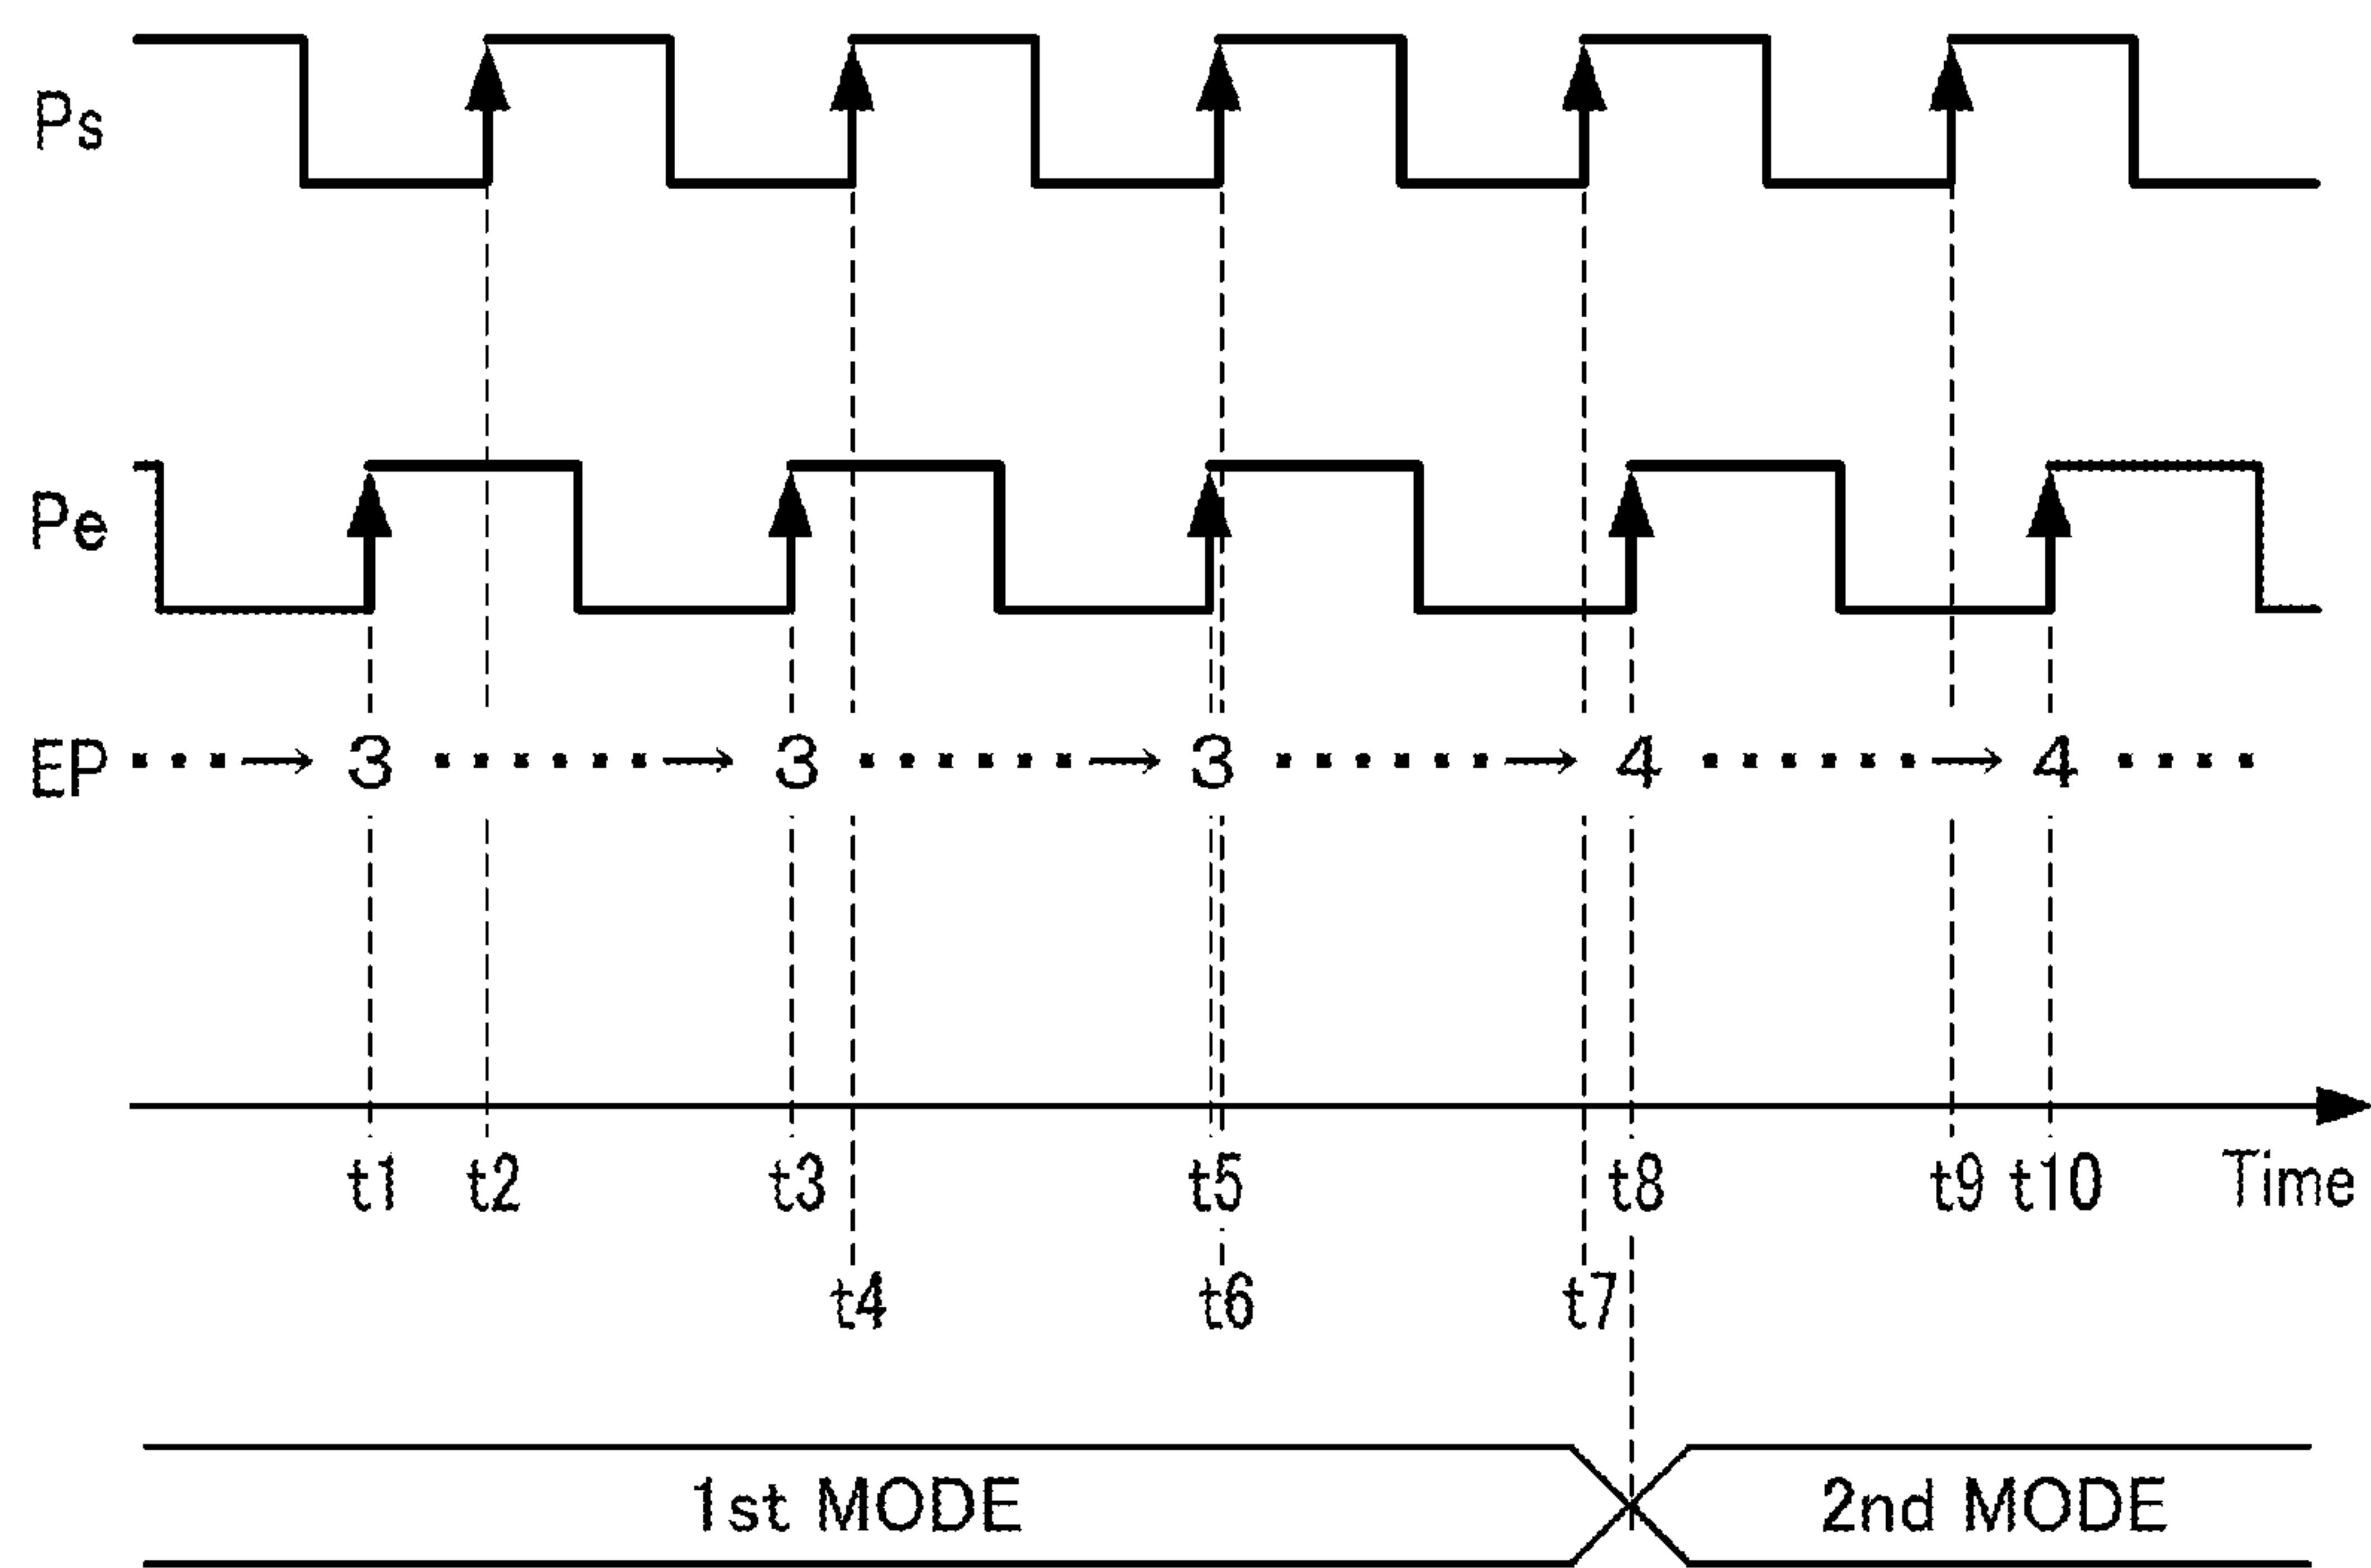 Ps
Pe
EP 3 3 3 4 4
t1 t2 t3 t5 t8 t9 t10 Time
t4 t6 t7
1st MODE 2nd MODE